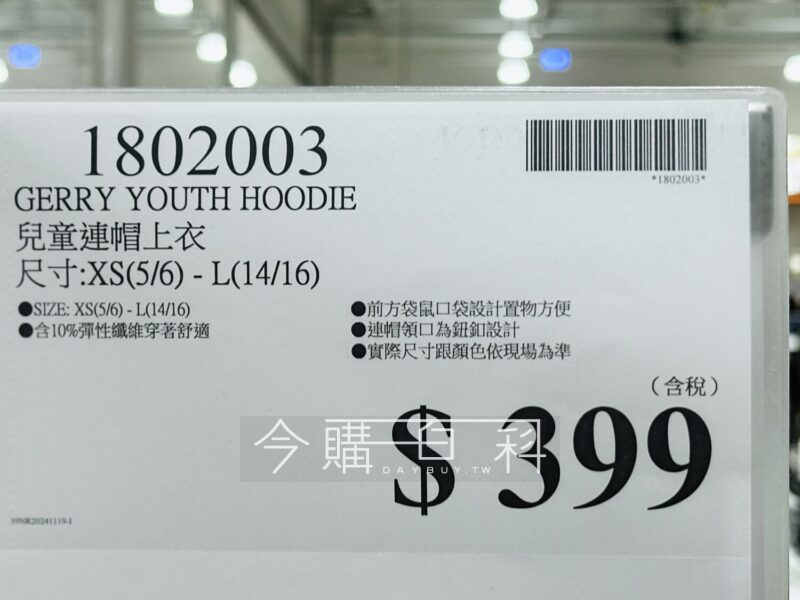 1802003
*1802003*
GERRY YOUTH HOODIE
兒童連帽上衣
尺寸:XS(5/6) - L(14/16)
●SIZE: XS(5/6) - L(14/16)
●含10%彈性纖維穿著舒適
●前方袋鼠口袋設計置物方便
●連帽領口為鈕釦設計
●實際尺寸跟顏色依現場為準
（含稅）
$ 399
今購百科
DAYBUY.TW
39NR20241119-J